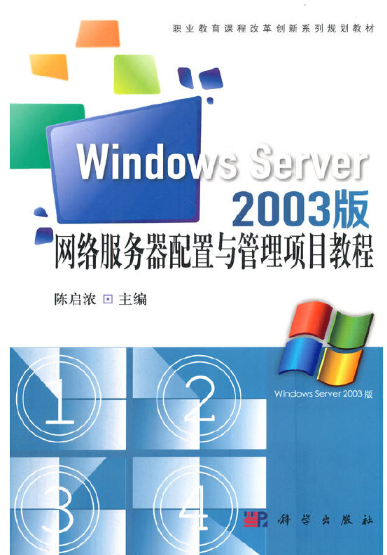 职业教育课程改革创新系列规划教材
Windows Server
2003版
网络服务器配置与管理项目教程
陈启浓 主编
Windows Server 2003 版
1
2
3
4
科学出版社